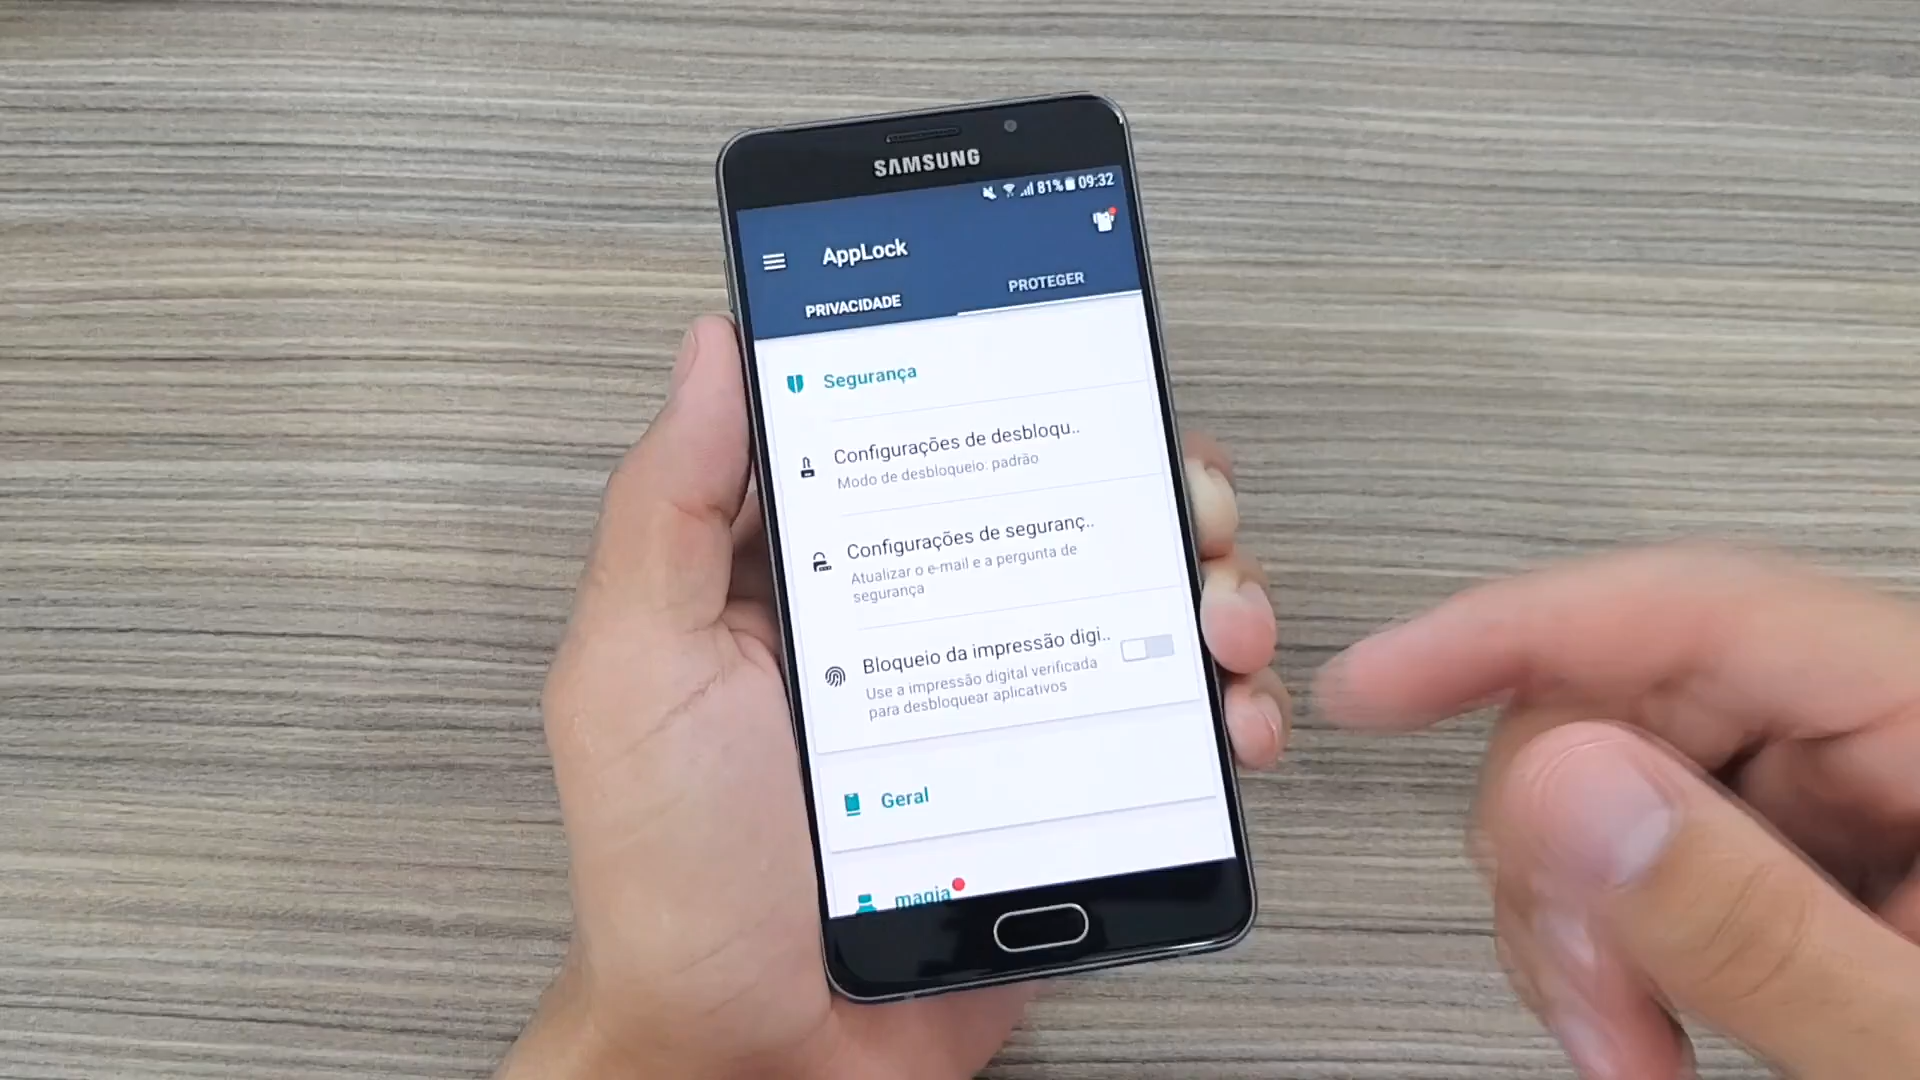 SAMSUNG
81% 09:32
AppLock
PRIVACIDADE
PROTEGER
Segurança
Configurações de desbloqu..
Modo de desbloqueio: padrão
Configurações de seguranç..
Atualizar o e-mail e a pergunta de
segurança
Bloqueio da impressão digi..
Use a impressão digital verificada
para desbloquear aplicativos
Geral
magia